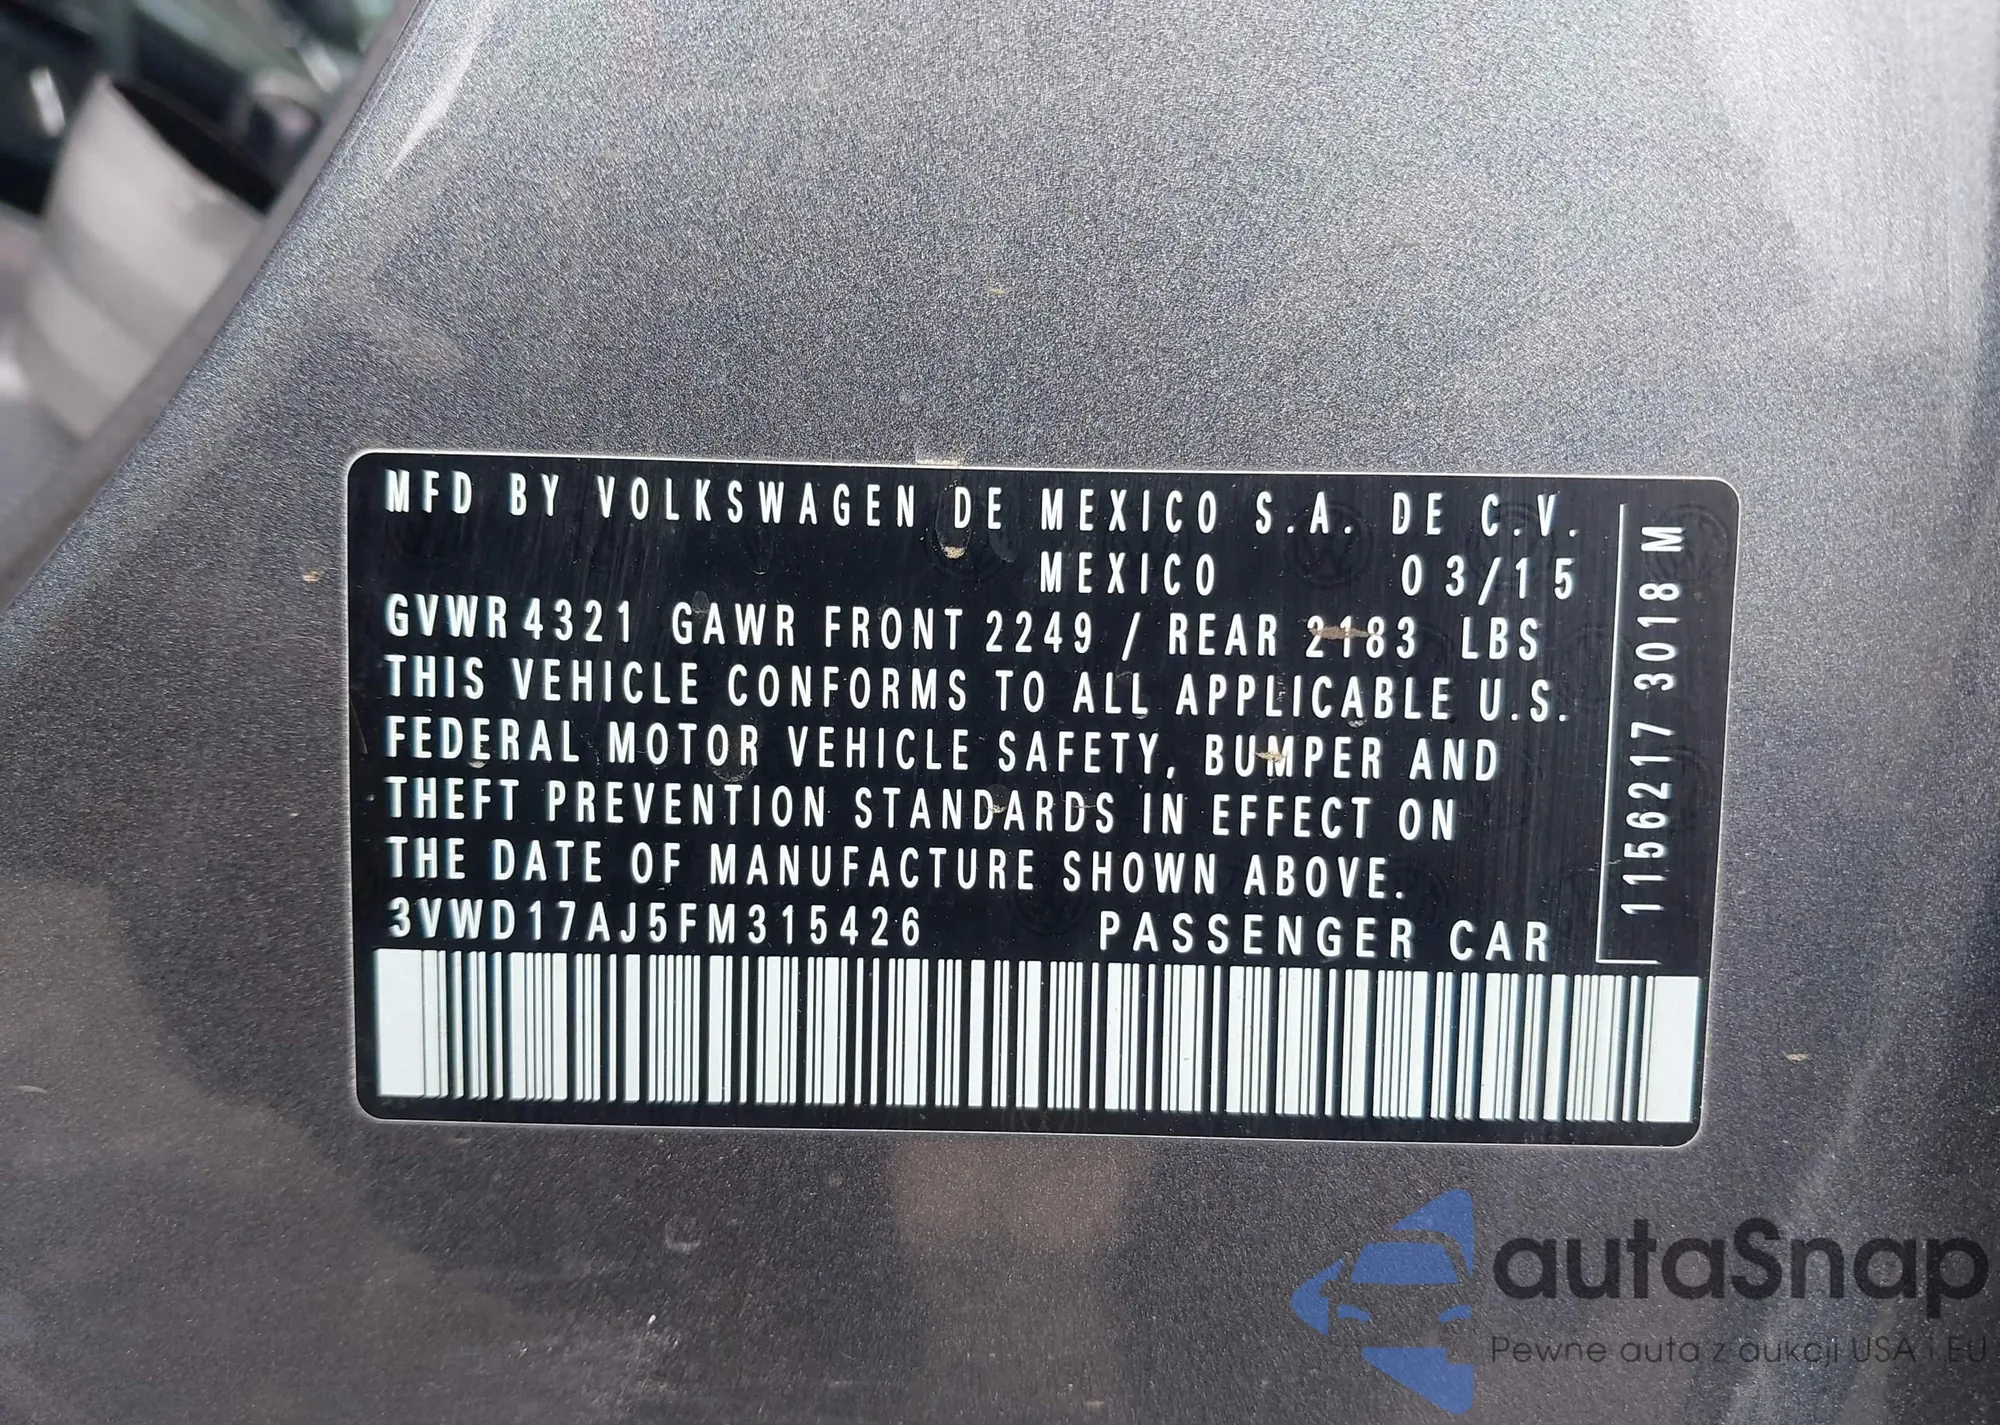 MFD BY VOLKSWAGEN DE MEXICO S.A. DE C.V.
MEXICO 03/15
GVWR 4321 GAWR FRONT 2249 / REAR 2183 LBS
THIS VEHICLE CONFORMS TO ALL APPLICABLE U.S.
FEDERAL MOTOR VEHICLE SAFETY, BUMPER AND
THEFT PREVENTION STANDARDS IN EFFECT ON
THE DATE OF MANUFACTURE SHOWN ABOVE.
3VWD17AJ5FM315426 PASSENGER CAR
1156217 3018 M
autaSnap
Pewne auta z aukcji USA i EU